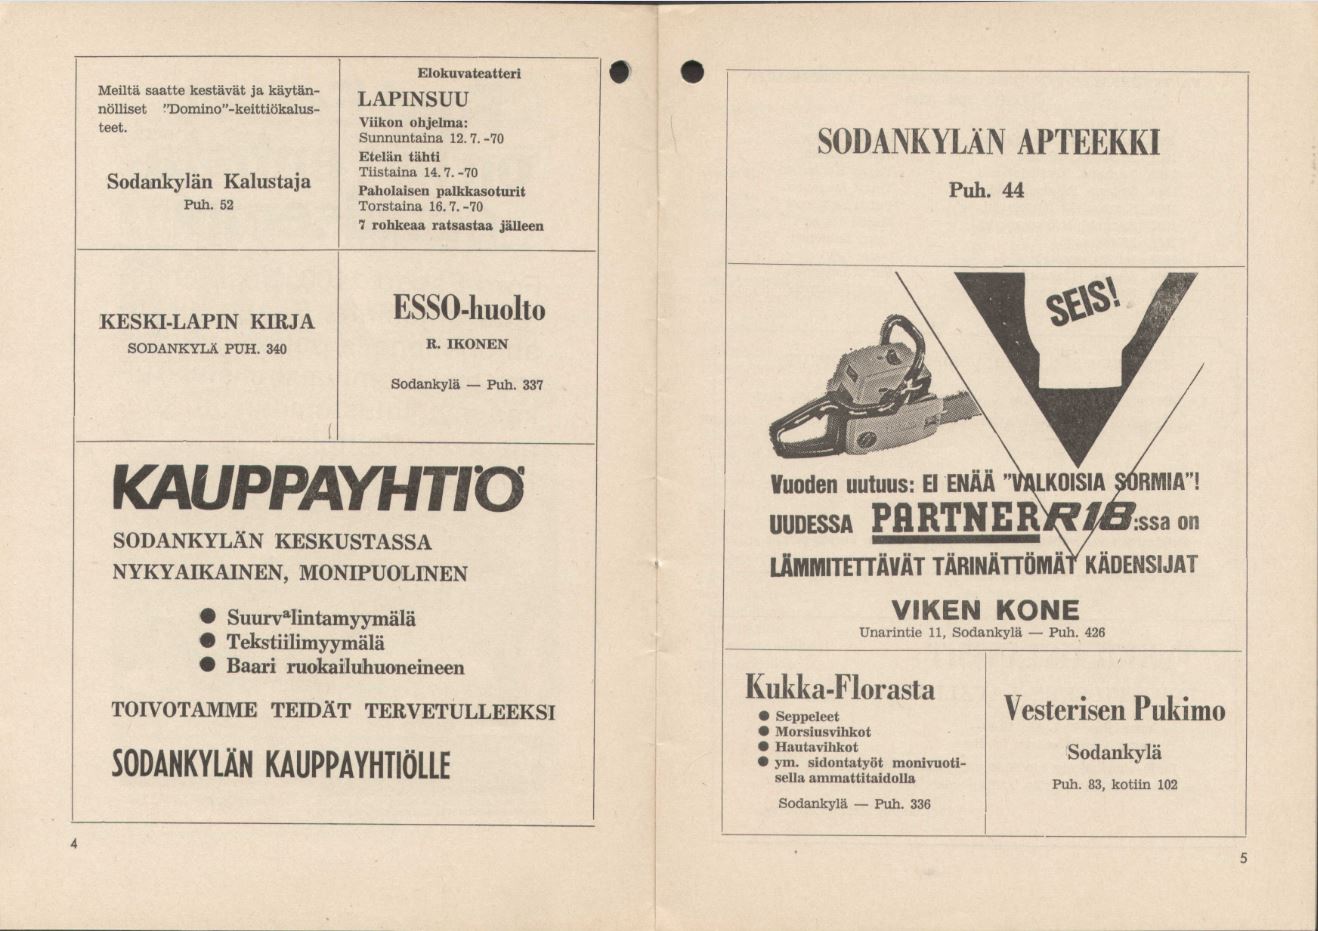 Meiltä saatte kestävät ja käytän-
nölliset "Domino"-keittiökalus-
teet.
Sodankylän Kalustaja
Puh. 52
Elokuvateatteri
LAPINSUU
Viikon ohjelma:
Sunnuntaina 12. 7. -70
Etelän tähti
Tiistaina 14. 7. -70
Paholaisen palkkasoturit
Torstaina 16. 7. -70
7 rohkeaa ratsastaa jälleen
KESKI-LAPIN KIRJA
SODANKYLÄ PUH. 340
ESSO-huolto
R. IKONEN
Sodankylä — Puh. 337
KAUPPAYHTIÖ
SODANKYLÄN KESKUSTASSA
NYKYAIKAINEN, MONIPUOLINEN
● Suurvalintamyymälä
● Tekstiilimyymälä
● Baari ruokailuhuoneineen
TOIVOTAMME TEIDÄT TERVETULLEEKSI
SODANKYLÄN KAUPPAYHTIÖLLE
4
SODANKYLÄN APTEEKKI
Puh. 44
SEIS!
Vuoden uutuus: EI ENÄÄ "VALKOISIA SORMIA"!
UUDESSA PARTNER R18:ssa on
LÄMMITETTÄVÄT TÄRINÄTTÖMÄT KÄDENSIJAT
VIKEN KONE
Unarintie 11, Sodankylä — Puh. 426
Kukka-Florasta
● Seppeleet
● Morsiusvihkot
● Hautavihkot
● ym. sidontatyöt monivuoti-
sella ammattitaidolla
Sodankylä — Puh. 336
Vesterisen Pukimo
Sodankylä
Puh. 83, kotiin 102
5